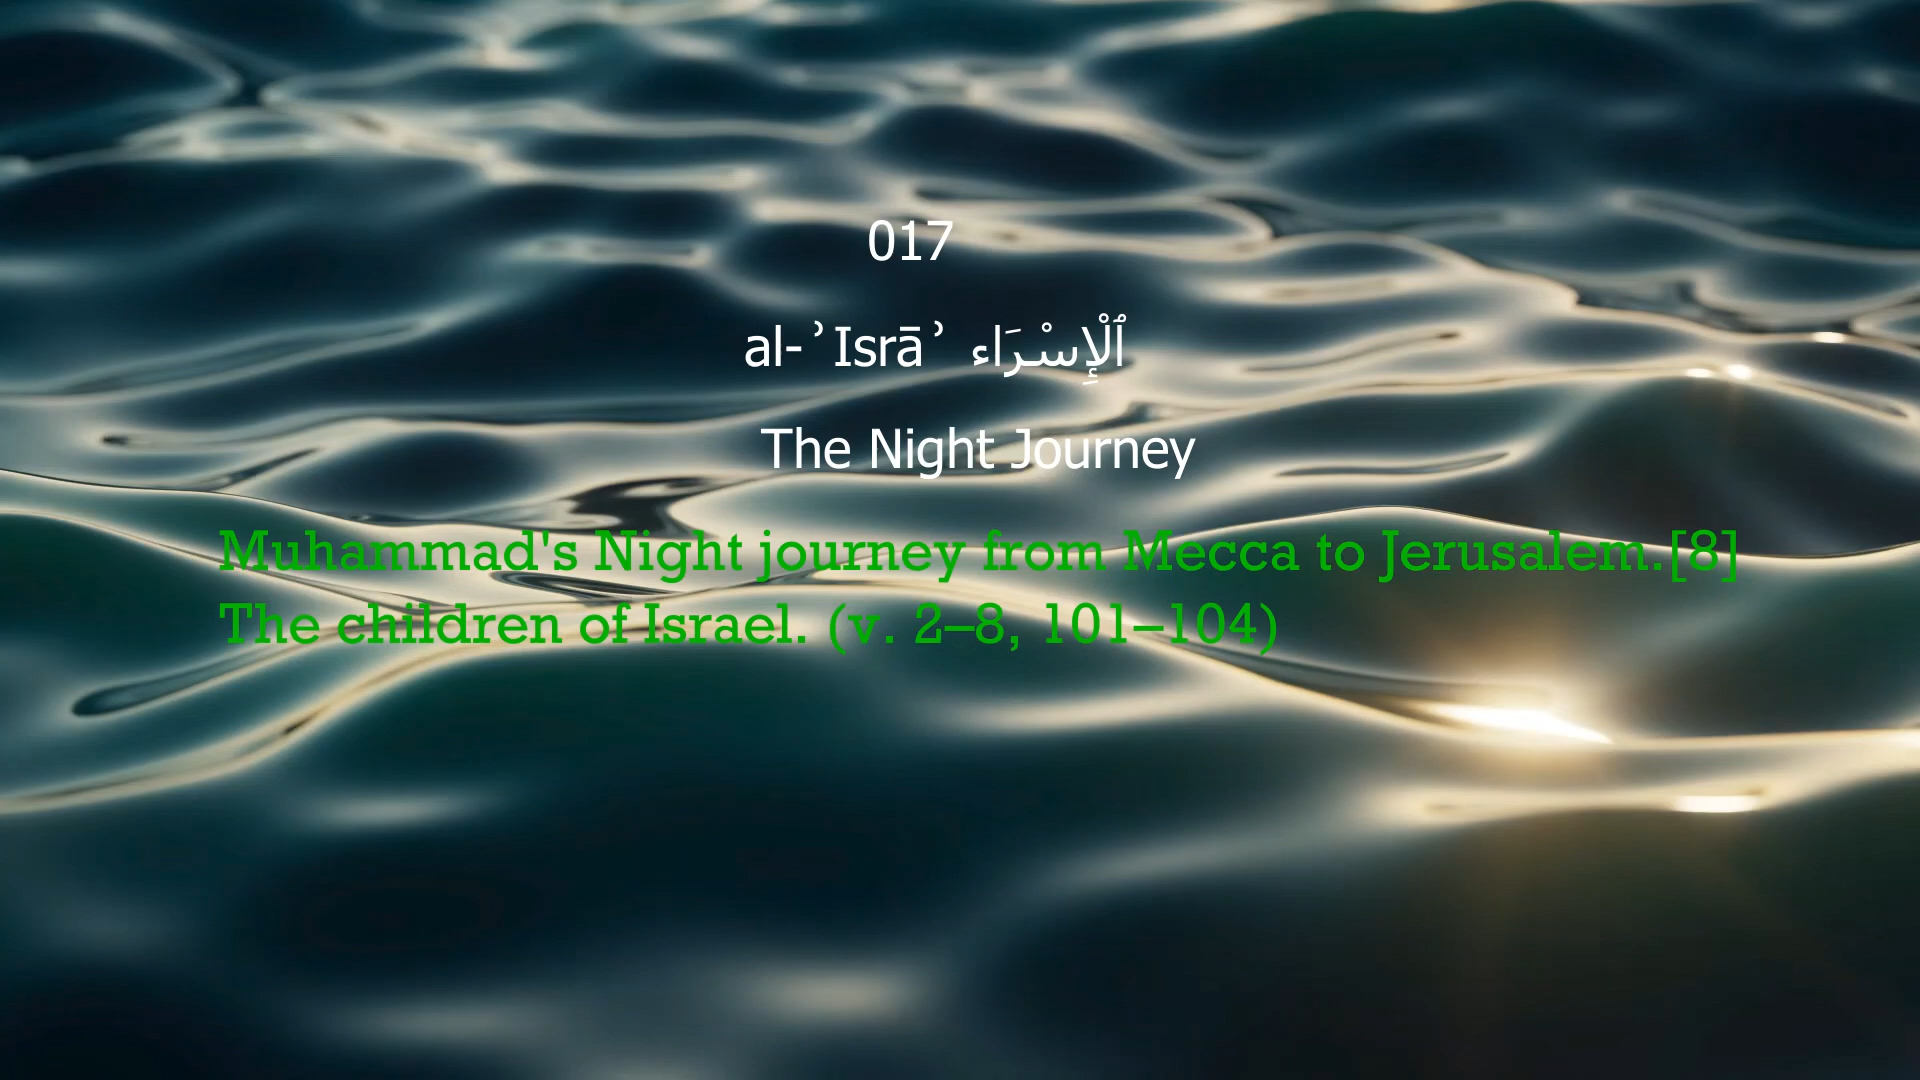 017
al-ʾIsrāʾ ٱلْإِسْـرَاء
The Night Journey
Muhammad's Night journey from Mecca to Jerusalem.[8]
The children of Israel. (v. 2–8, 101–104)